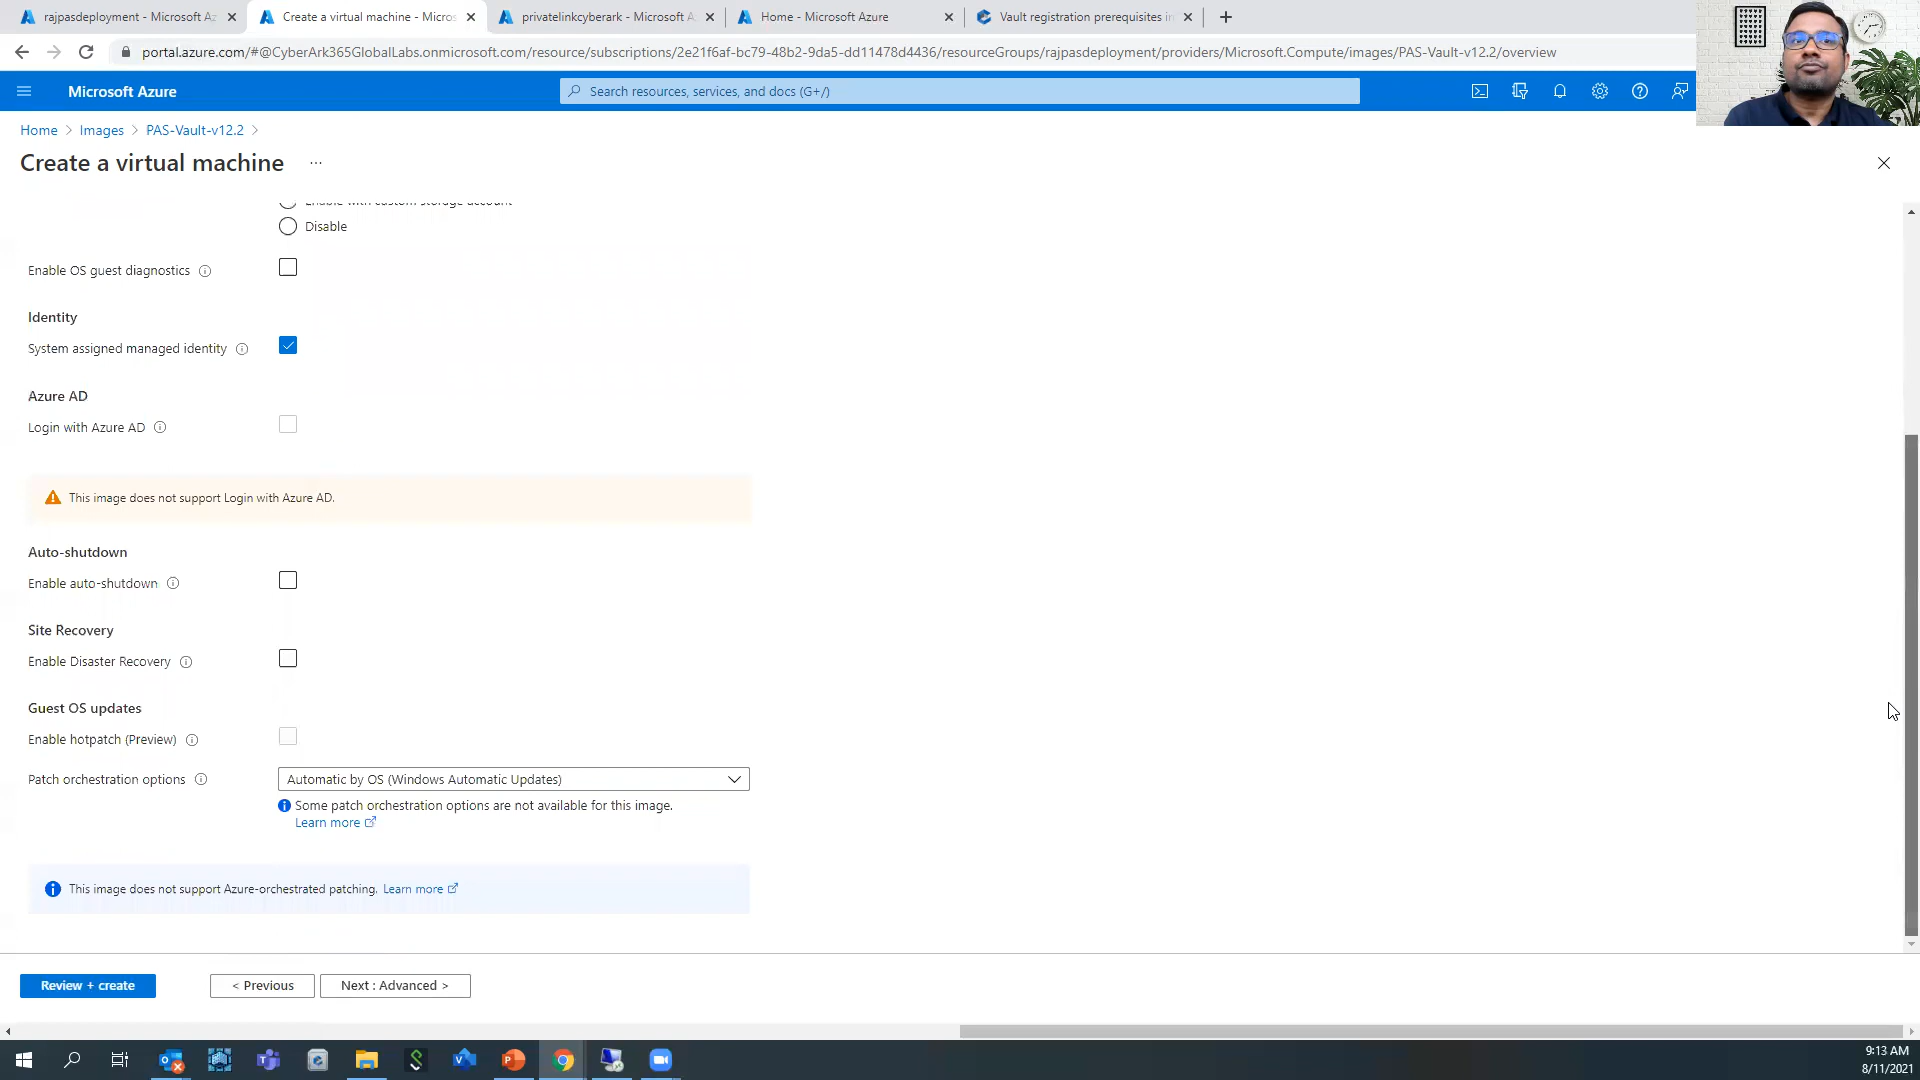 rajpasdeployment - Microsoft Az
Create a virtual machine - Micros
privatelinkcyberark - Microsoft A
Home - Microsoft Azure
Vault registration prerequisites in
portal.azure.com/#@CyberArk365GlobalLabs.onmicrosoft.com/resource/subscriptions/2e21f6af-bc79-48b2-9da5-dd11478d4436/resourceGroups/rajpasdeployment/providers/Microsoft.Compute/images/PAS-Vault-v12.2/overview
Microsoft Azure
Search resources, services, and docs (G+/)
Home > Images > PAS-Vault-v12.2 >
Create a virtual machine ...
Enable with custom storage account
Disable
Enable OS guest diagnostics
Identity
System assigned managed identity
Azure AD
Login with Azure AD
This image does not support Login with Azure AD.
Auto-shutdown
Enable auto-shutdown
Site Recovery
Enable Disaster Recovery
Guest OS updates
Enable hotpatch (Preview)
Patch orchestration options
Automatic by OS (Windows Automatic Updates)
Some patch orchestration options are not available for this image.
Learn more
This image does not support Azure-orchestrated patching. Learn more
Review + create
< Previous
Next : Advanced >
9:13 AM
8/11/2021